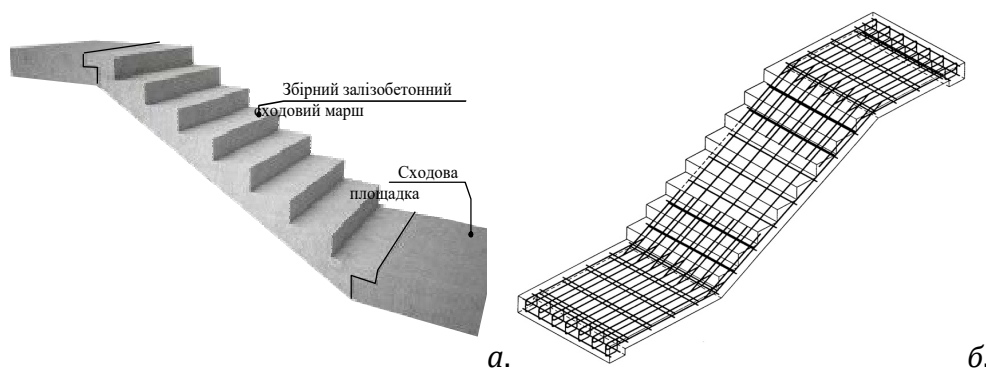 Збірний залізобетонний
сходовий марш
Сходова
площадка
а.
б.